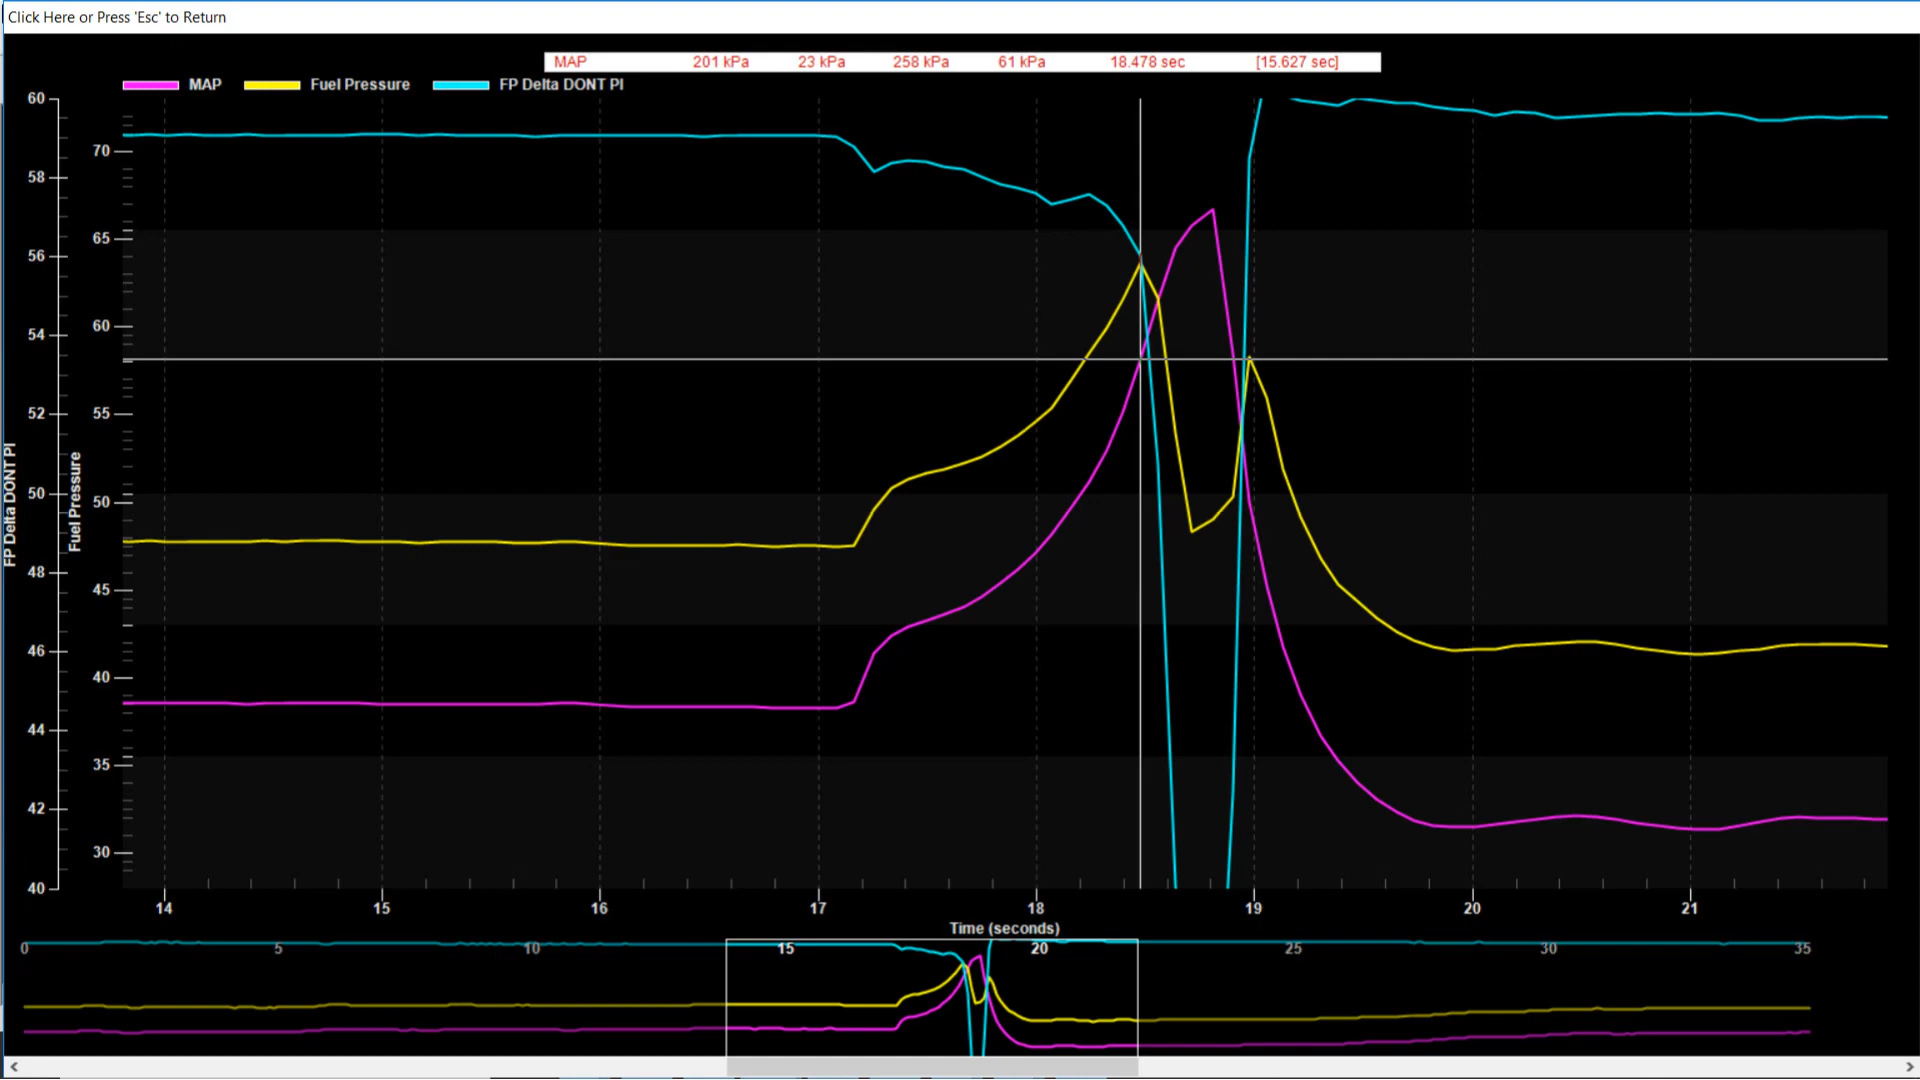 Click Here or Press 'Esc' to Return
MAP 201 kPa 23 kPa 258 kPa 61 kPa 18.478 sec [15.627 sec]
MAP Fuel Pressure FP Delta DONT PI
60
58
56
54
52
50
48
46
44
42
40
FP Delta DONT PI
70
65
60
55
50
45
40
35
30
Fuel Pressure
14 15 16 17 18 19 20 21
Time (seconds)
0 5 10 15 20 25 30 35